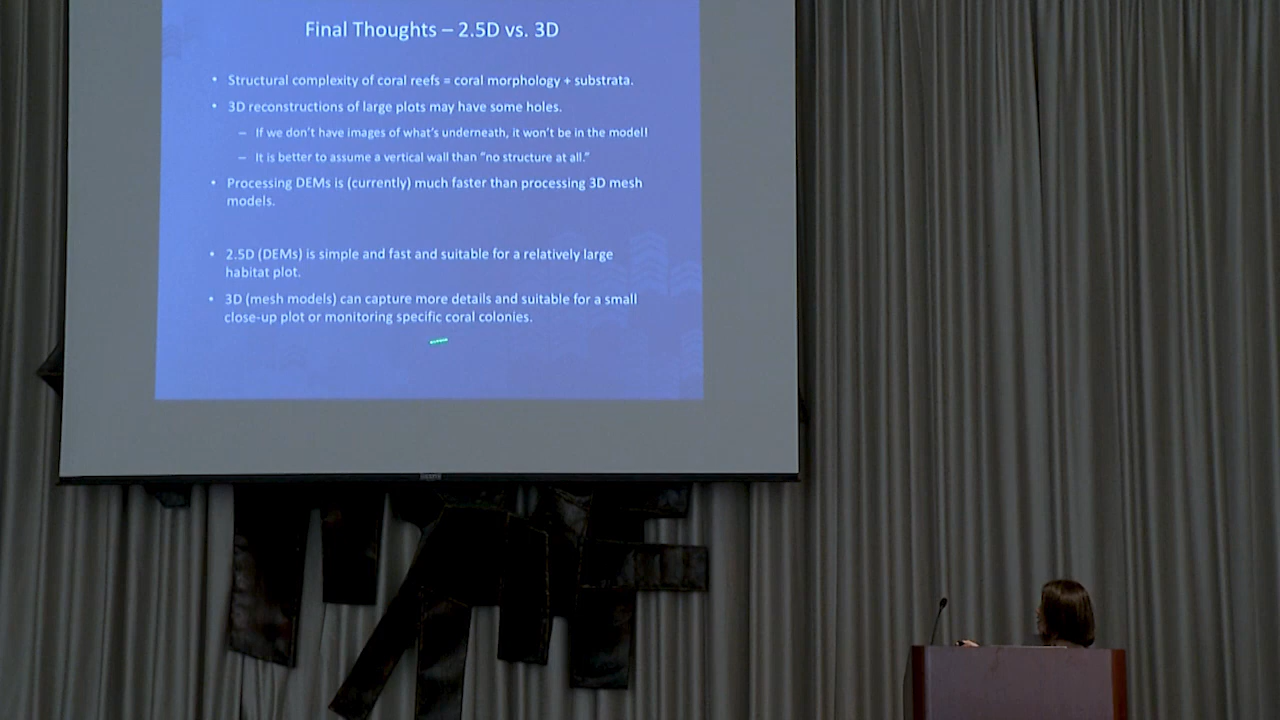 Final Thoughts – 2.5D vs. 3D
• Structural complexity of coral reefs = coral morphology + substrata.
• 3D reconstructions of large plots may have some holes.
– If we don't have images of what's underneath, it won't be in the model!
– It is better to assume a vertical wall than "no structure at all."
• Processing DEMs is (currently) much faster than processing 3D mesh
models.
• 2.5D (DEMs) is simple and fast and suitable for a relatively large
habitat plot.
• 3D (mesh models) can capture more details and suitable for a small
close-up plot or monitoring specific coral colonies.